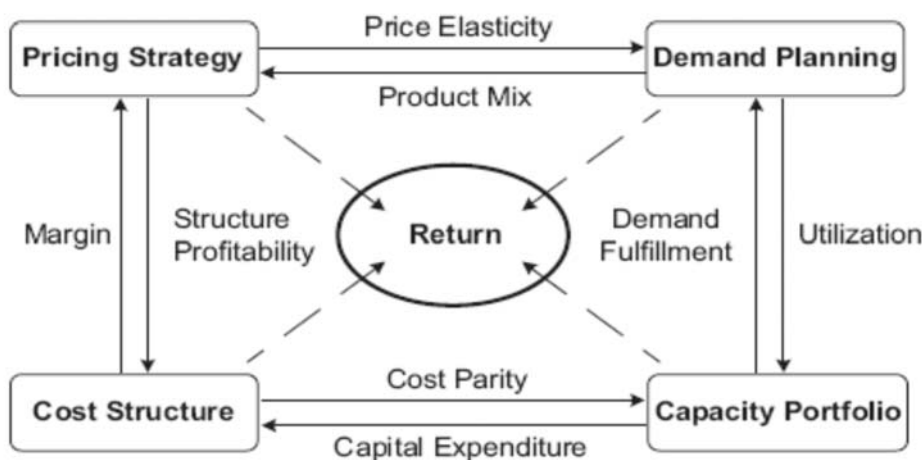 Price Elasticity
Pricing Strategy
Demand Planning
Product Mix
Margin
Structure
Profitability
Return
Demand
Fulfillment
Utilization
Cost Parity
Cost Structure
Capacity Portfolio
Capital Expenditure